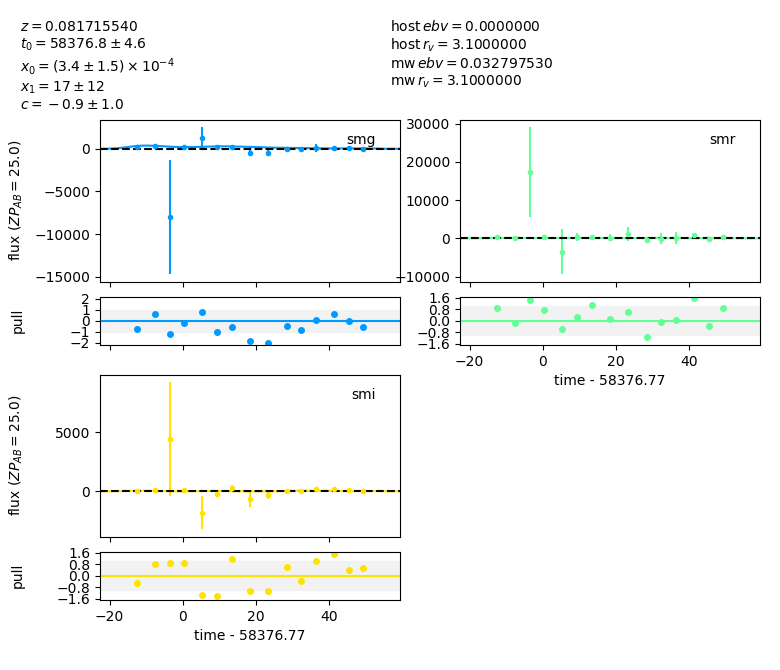 z = 0.081715540
t₀ = 58376.8 ± 4.6
x₀ = (3.4 ± 1.5) × 10⁻⁴
x₁ = 17 ± 12
c = −0.9 ± 1.0
host ebv = 0.0000000
host r_v = 3.1000000
mw ebv = 0.032797530
mw r_v = 3.1000000
smg
flux (ZP_AB = 25.0)
0
−5000
−10000
−15000
pull
2
1
0
−1
−2
smr
30000
20000
10000
0
−10000
1.6
0.8
0.0
−0.8
−1.6
−20 0 20 40
time - 58376.77
smi
flux (ZP_AB = 25.0)
5000
0
pull
1.6
0.8
0.0
−0.8
−1.6
−20 0 20 40
time - 58376.77